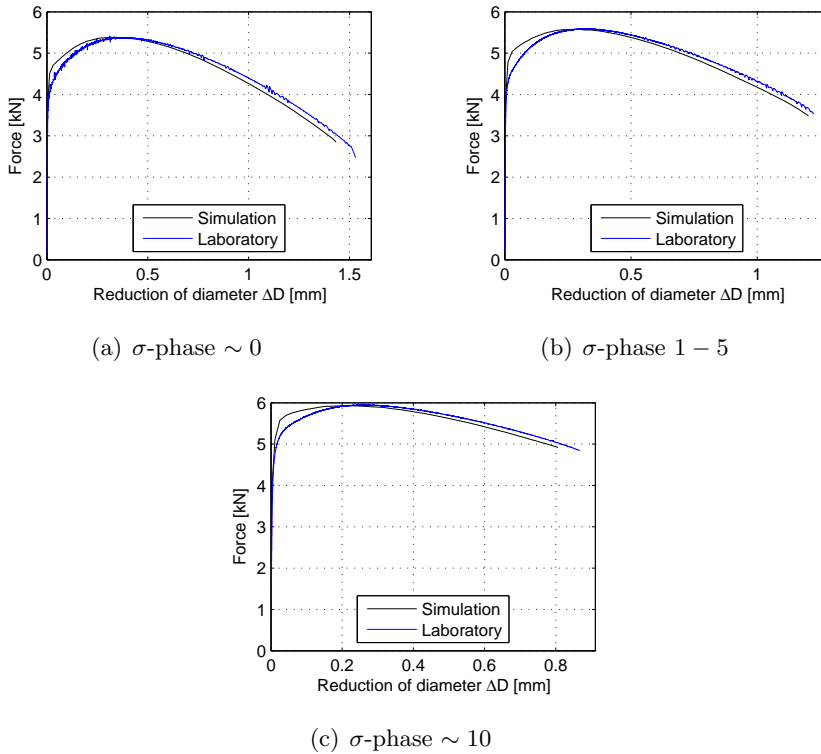 6
5
4
3
2
1
0
Force [kN]
0 0.5 1 1.5
Reduction of diameter ΔD [mm]
Simulation
Laboratory
(a) σ-phase ∼ 0
6
5
4
3
2
1
0
Force [kN]
0 0.5 1
Reduction of diameter ΔD [mm]
Simulation
Laboratory
(b) σ-phase 1 − 5
6
5
4
3
2
1
0
Force [kN]
0 0.2 0.4 0.6 0.8
Reduction of diameter ΔD [mm]
Simulation
Laboratory
(c) σ-phase ∼ 10